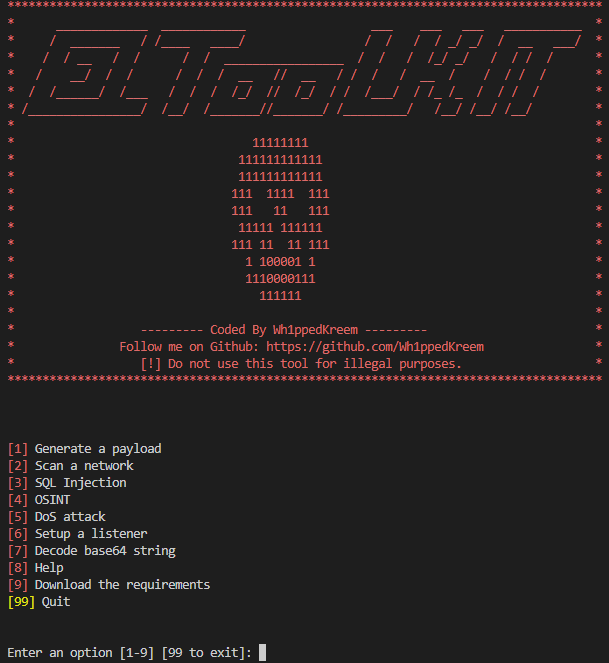 11111111
111111111111
111111111111
111  1111  111
111   11   111
11111 111111
111 11  11 111
1 100001 1
1110000111
111111
--------- Coded By Wh1ppedKreem ---------
Follow me on Github: https://github.com/Wh1ppedKreem
[!] Do not use this tool for illegal purposes.
[1] Generate a payload
[2] Scan a network
[3] SQL Injection
[4] OSINT
[5] DoS attack
[6] Setup a listener
[7] Decode base64 string
[8] Help
[9] Download the requirements
[99] Quit
Enter an option [1-9] [99 to exit]: